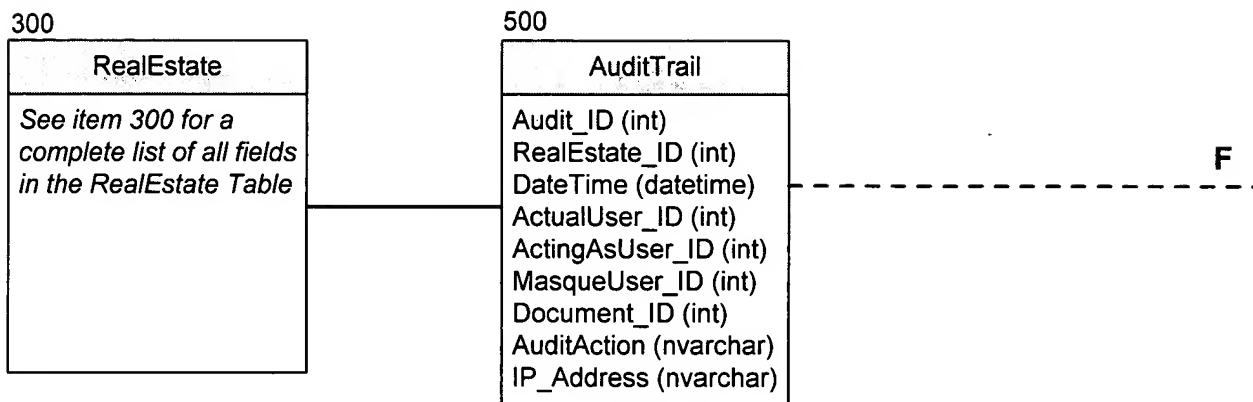 300
RealEstate
See item 300 for a
complete list of all fields
in the RealEstate Table
500
AuditTrail
Audit_ID (int)
RealEstate_ID (int)
DateTime (datetime)
ActualUser_ID (int)
ActingAsUser_ID (int)
MasqueUser_ID (int)
Document_ID (int)
AuditAction (nvarchar)
IP_Address (nvarchar)
F